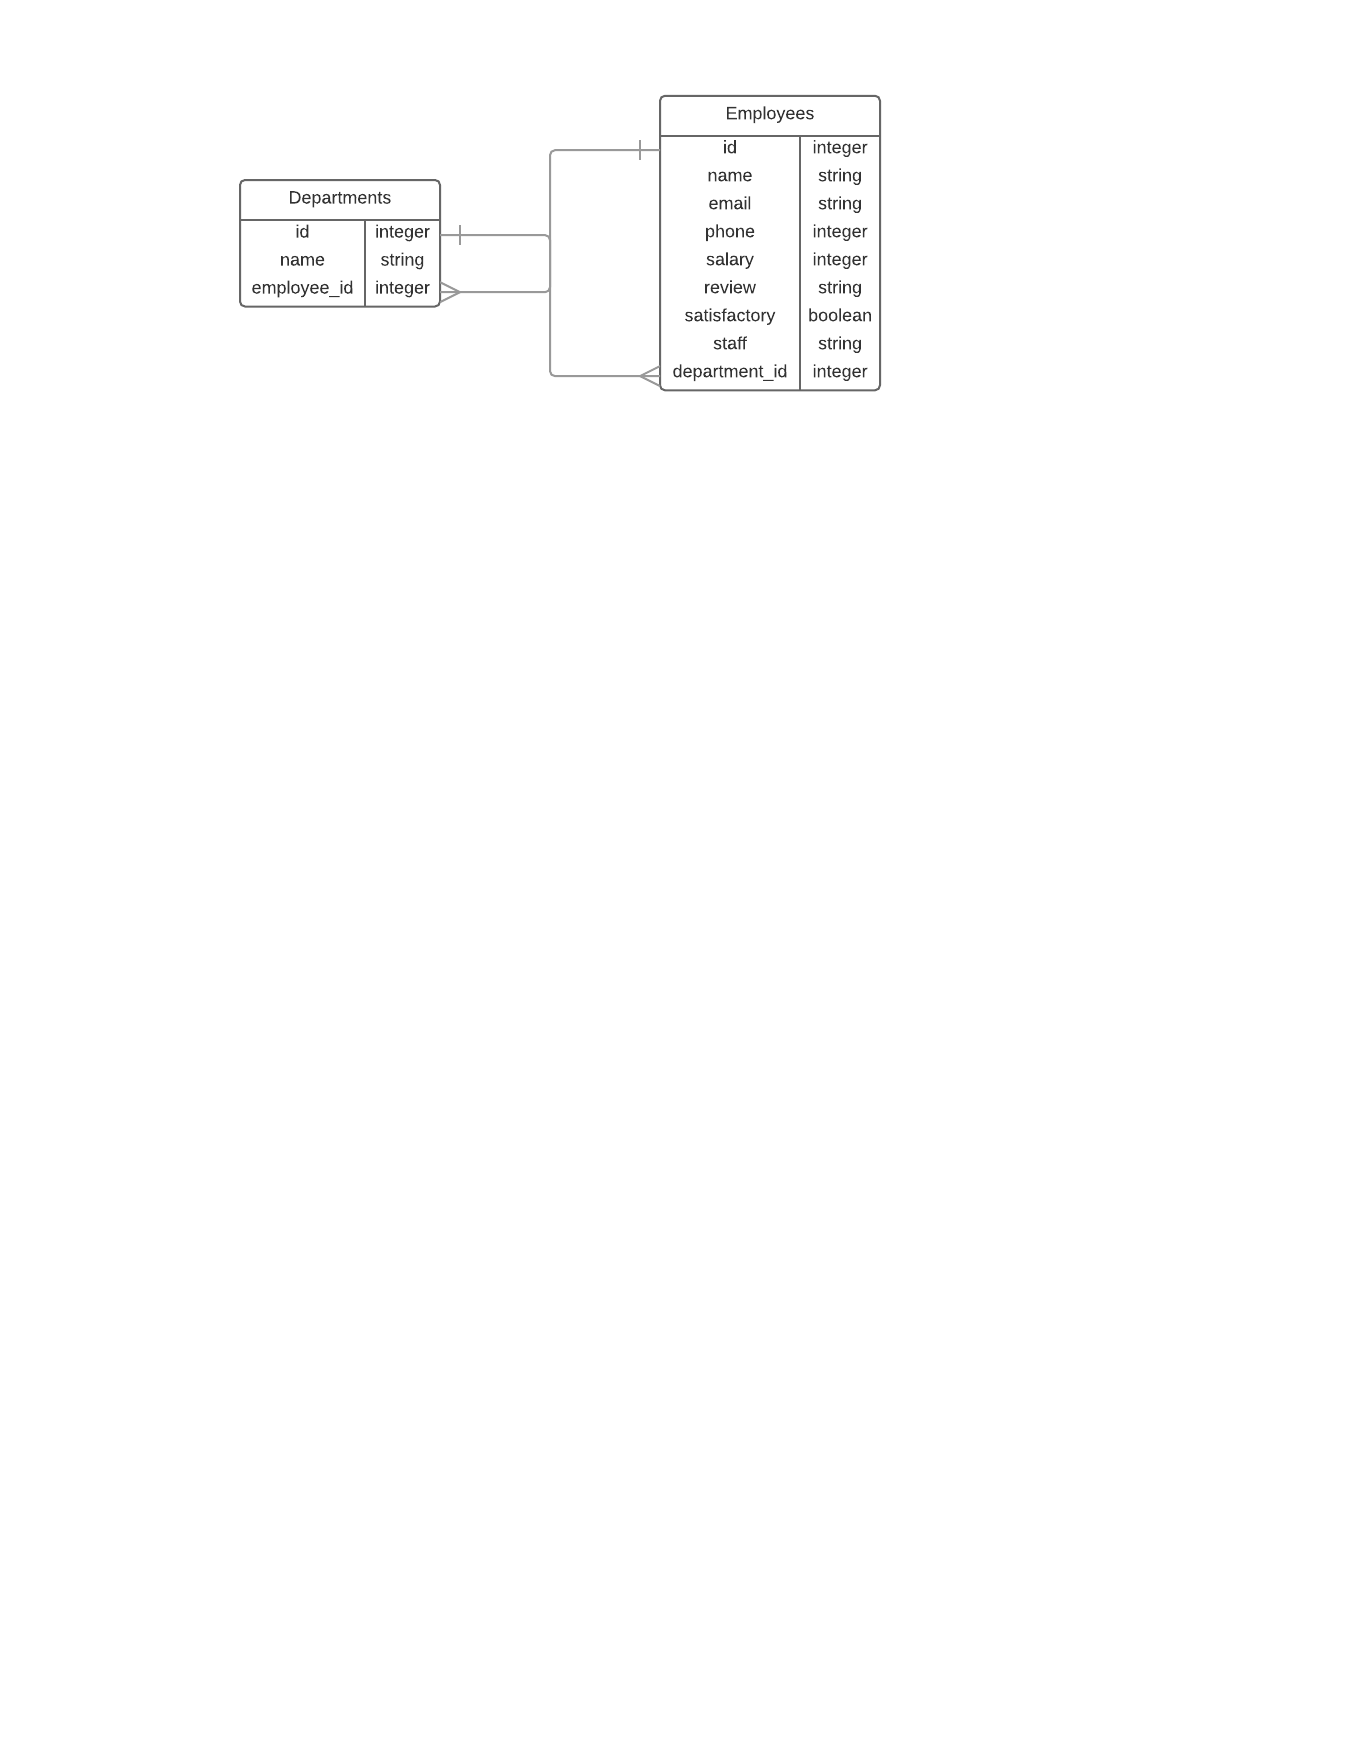 Departments
id integer
name string
employee_id integer
Employees
id integer
name string
email string
phone integer
salary integer
review string
satisfactory boolean
staff string
department_id integer